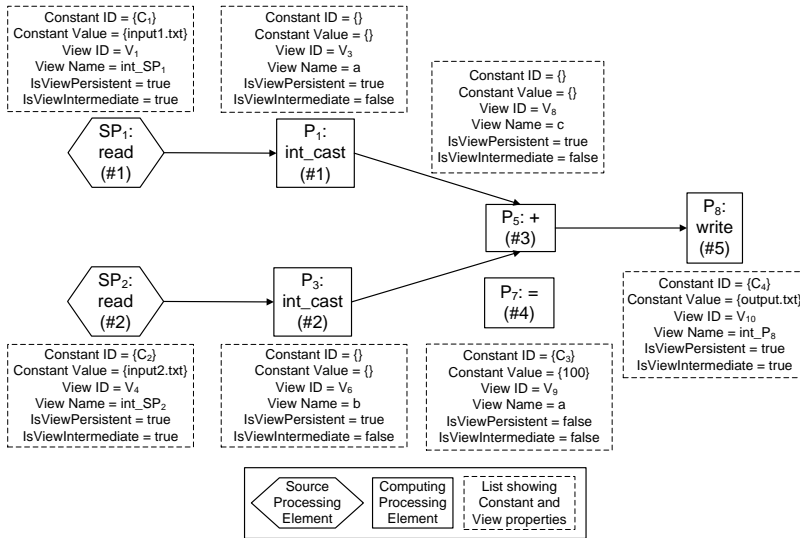 Constant ID = {C₁}
Constant Value = {input1.txt}
View ID = V₁
View Name = int_SP₁
IsViewPersistent = true
IsViewIntermediate = true
Constant ID = {}
Constant Value = {}
View ID = V₃
View Name = a
IsViewPersistent = true
IsViewIntermediate = false
Constant ID = {}
Constant Value = {}
View ID = V₈
View Name = c
IsViewPersistent = true
IsViewIntermediate = false
SP₁:
read
(#1)
P₁:
int_cast
(#1)
P₅: +
(#3)
P₈:
write
(#5)
SP₂:
read
(#2)
P₃:
int_cast
(#2)
P₇: =
(#4)
Constant ID = {C₄}
Constant Value = {output.txt}
View ID = V₁₀
View Name = int_P₈
IsViewPersistent = true
IsViewIntermediate = true
Constant ID = {C₂}
Constant Value = {input2.txt}
View ID = V₄
View Name = int_SP₂
IsViewPersistent = true
IsViewIntermediate = true
Constant ID = {}
Constant Value = {}
View ID = V₆
View Name = b
IsViewPersistent = true
IsViewIntermediate = false
Constant ID = {C₃}
Constant Value = {100}
View ID = V₉
View Name = a
IsViewPersistent = false
IsViewIntermediate = false
Source
Processing
Element
Computing
Processing
Element
List showing
Constant and
View properties